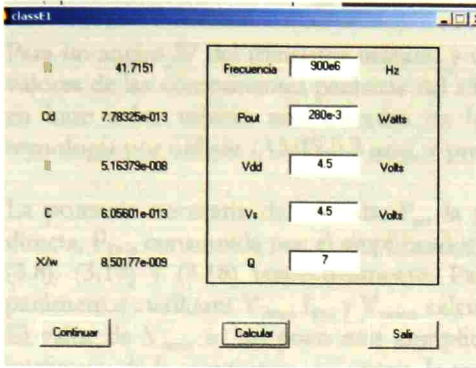 classE1
41.7151
Frecuencia 900e6 Hz
Cd 7.78325e-013
Pout 280e-3 Watts
5.16379e-008
Vdd 4.5 Volts
C 6.05601e-013
Vs 4.5 Volts
X/w 8.50177e-009
Q 7
Continuar Calcular Salir